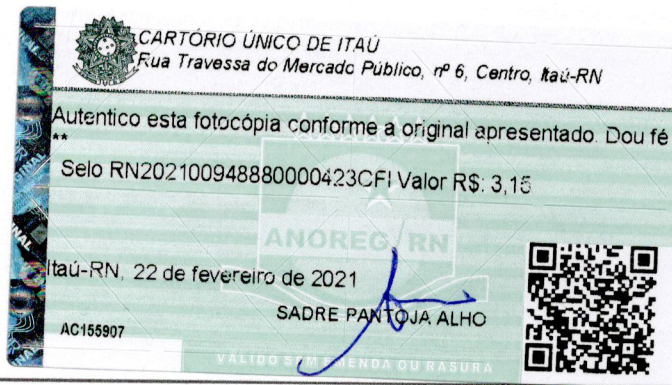 CARTÓRIO ÚNICO DE ITAÚ
Rua Travessa do Mercado Público, nº 6, Centro, Itaú-RN
Autentico esta fotocópia conforme a original apresentado. Dou fé
**
Selo RN202100948880000423CFI Valor R$: 3,15
ANOREG/RN
Itaú-RN, 22 de fevereiro de 2021
SADRE PANTOJA ALHO
AC155907
VÁLIDO SEM EMENDA OU RASURA